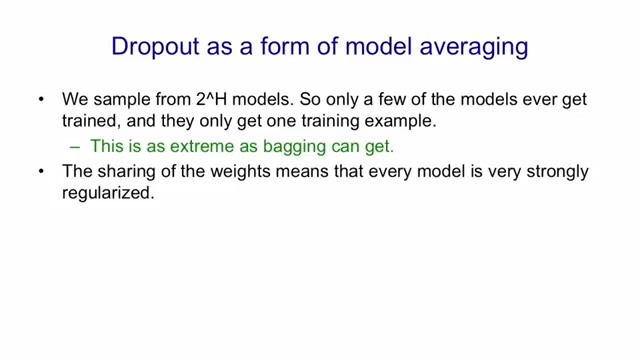 Dropout as a form of model averaging
• We sample from 2^H models. So only a few of the models ever get
trained, and they only get one training example.
– This is as extreme as bagging can get.
• The sharing of the weights means that every model is very strongly
regularized.